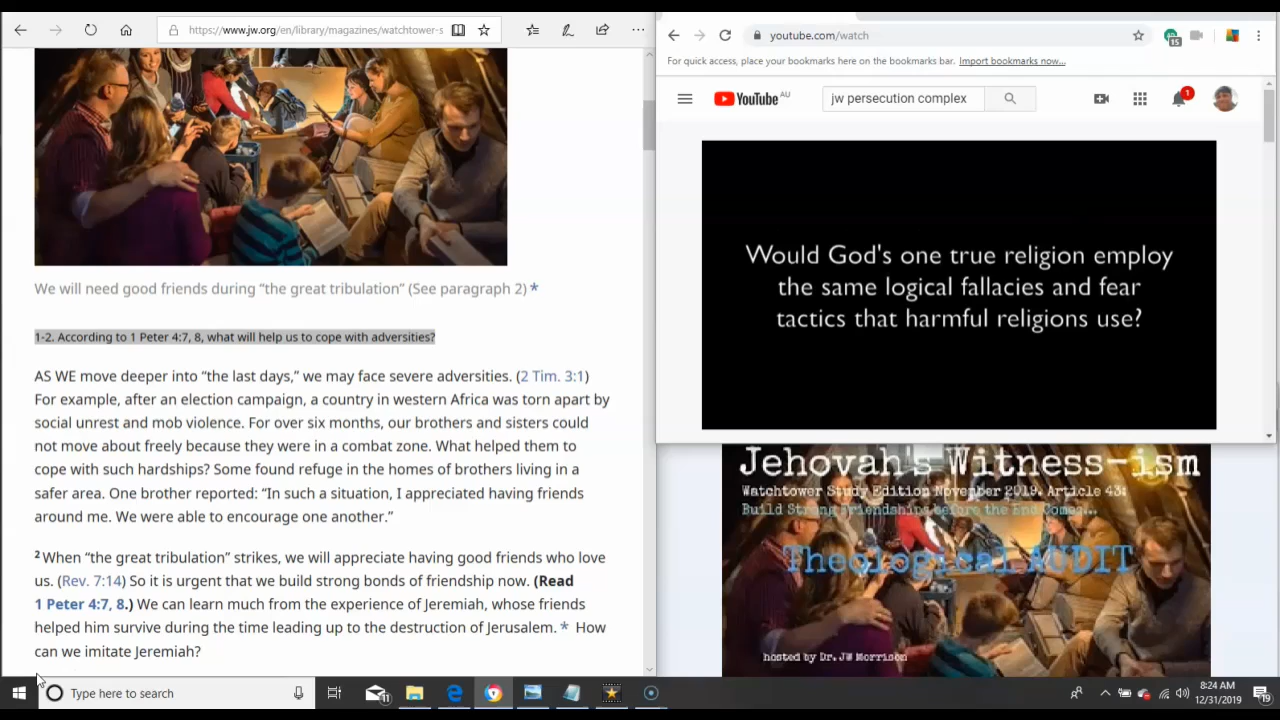 https://www.jw.org/en/library/magazines/watchtower-s
We will need good friends during “the great tribulation” (See paragraph 2) *
1-2. According to 1 Peter 4:7, 8, what will help us to cope with adversities?
AS WE move deeper into “the last days,” we may face severe adversities. (2 Tim. 3:1)
For example, after an election campaign, a country in western Africa was torn apart by
social unrest and mob violence. For over six months, our brothers and sisters could
not move about freely because they were in a combat zone. What helped them to
cope with such hardships? Some found refuge in the homes of brothers living in a
safer area. One brother reported: “In such a situation, I appreciated having friends
around me. We were able to encourage one another.”
2 When “the great tribulation” strikes, we will appreciate having good friends who love
us. (Rev. 7:14) So it is urgent that we build strong bonds of friendship now. (Read
1 Peter 4:7, 8.) We can learn much from the experience of Jeremiah, whose friends
helped him survive during the time leading up to the destruction of Jerusalem. * How
can we imitate Jeremiah?
youtube.com/watch
15
For quick access, place your bookmarks here on the bookmarks bar. Import bookmarks now...
YouTube AU
jw persecution complex
1
Would God's one true religion employ
the same logical fallacies and fear
tactics that harmful religions use?
Jehovah's Witness-ism
Watchtower Study Edition November 2019. Article 43:
Build Strong Friendships before the End Comes...
Theological AUDIT
hosted by Dr. JW Morrison
Type here to search
11
8:24 AM
12/31/2019
19